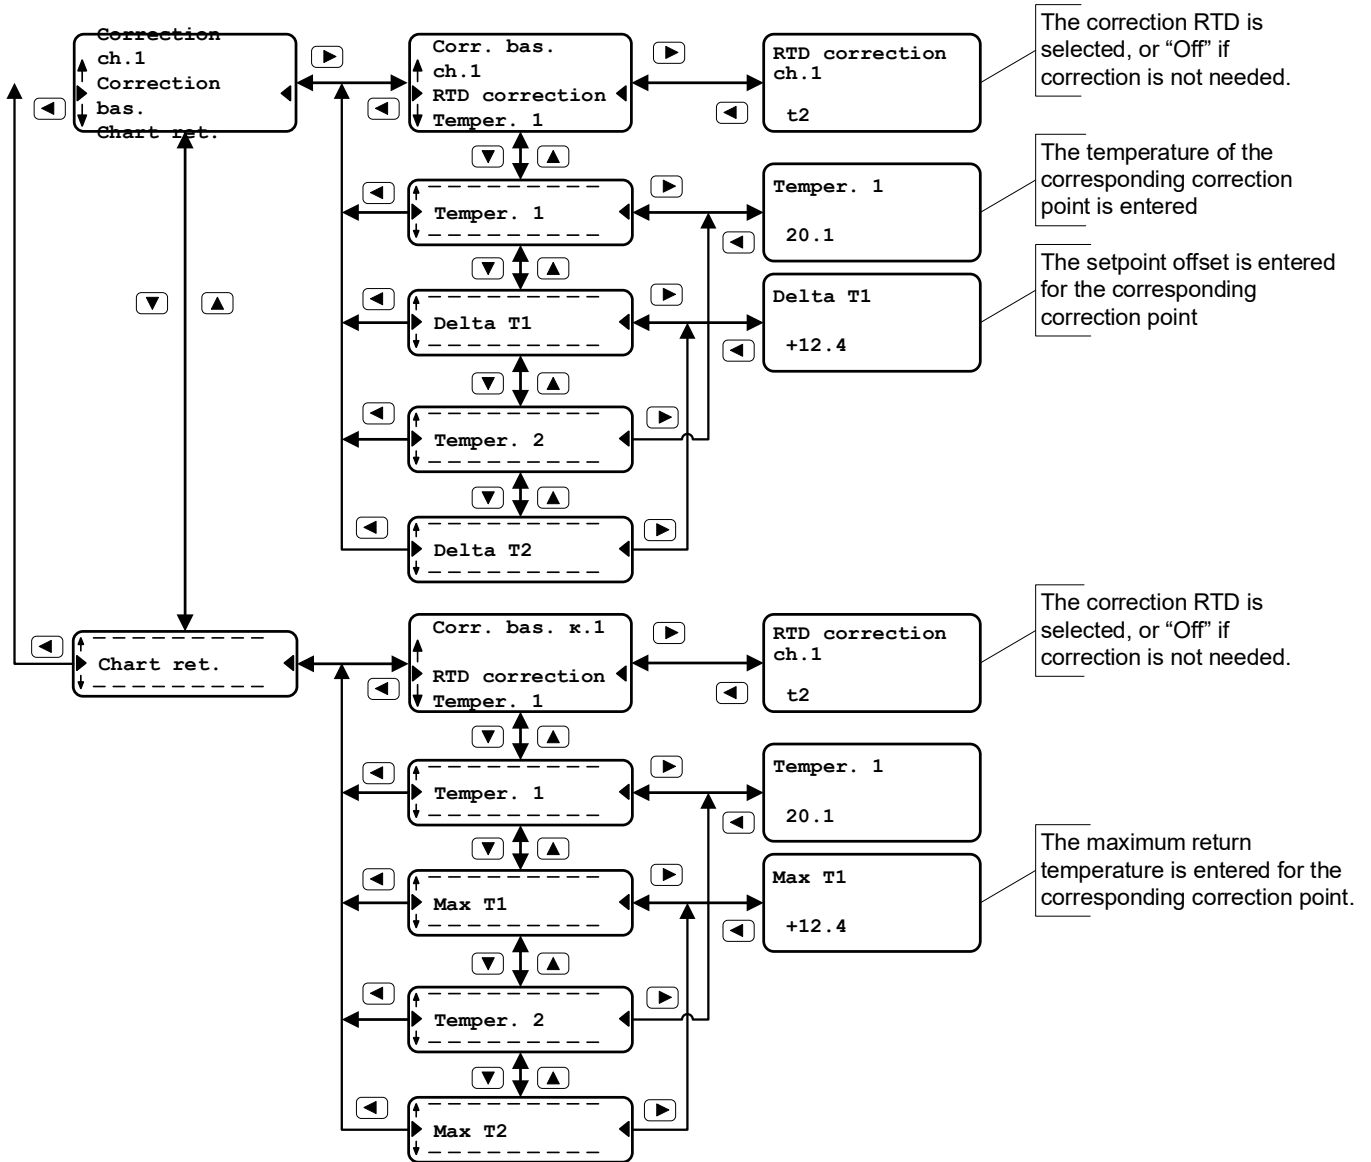 Correction
ch.1
Correction
bas.
Chart ret.
Corr. bas.
ch.1
RTD correction
Temper. 1
RTD correction
ch.1
t2
The correction RTD is
selected, or “Off” if
correction is not needed.
Temper. 1
Temper. 1
20.1
The temperature of the
corresponding correction
point is entered
Delta T1
Delta T1
+12.4
The setpoint offset is entered
for the corresponding
correction point
Temper. 2
Delta T2
Chart ret.
Corr. bas. к.1
RTD correction
Temper. 1
RTD correction
ch.1
t2
The correction RTD is
selected, or “Off” if
correction is not needed.
Temper. 1
Temper. 1
20.1
Max T1
Max T1
+12.4
The maximum return
temperature is entered for the
corresponding correction point.
Temper. 2
Max T2